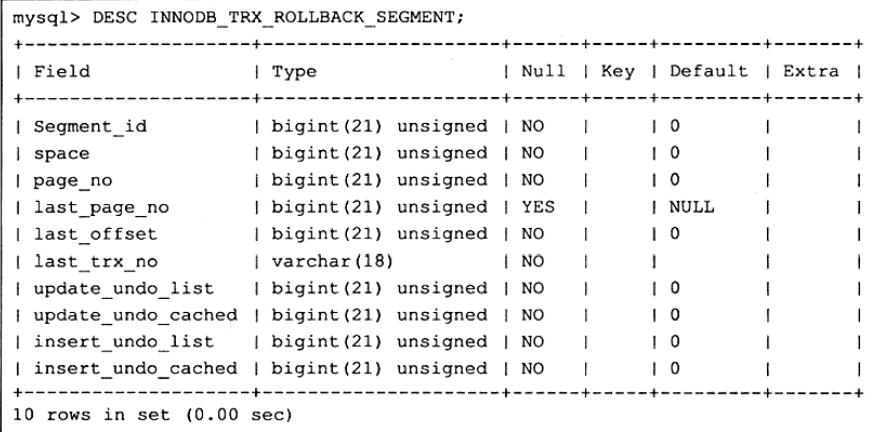 mysql> DESC INNODB_TRX_ROLLBACK_SEGMENT;
+--------------------+---------------------+------+-----+---------+-------+
| Field              | Type                | Null | Key | Default | Extra |
+--------------------+---------------------+------+-----+---------+-------+
| Segment_id         | bigint(21) unsigned | NO   |     | 0       |       |
| space              | bigint(21) unsigned | NO   |     | 0       |       |
| page_no            | bigint(21) unsigned | NO   |     | 0       |       |
| last_page_no       | bigint(21) unsigned | YES  |     | NULL    |       |
| last_offset        | bigint(21) unsigned | NO   |     | 0       |       |
| last_trx_no        | varchar(18)         | NO   |     |         |       |
| update_undo_list   | bigint(21) unsigned | NO   |     | 0       |       |
| update_undo_cached | bigint(21) unsigned | NO   |     | 0       |       |
| insert_undo_list   | bigint(21) unsigned | NO   |     | 0       |       |
| insert_undo_cached | bigint(21) unsigned | NO   |     | 0       |       |
+--------------------+---------------------+------+-----+---------+-------+
10 rows in set (0.00 sec)